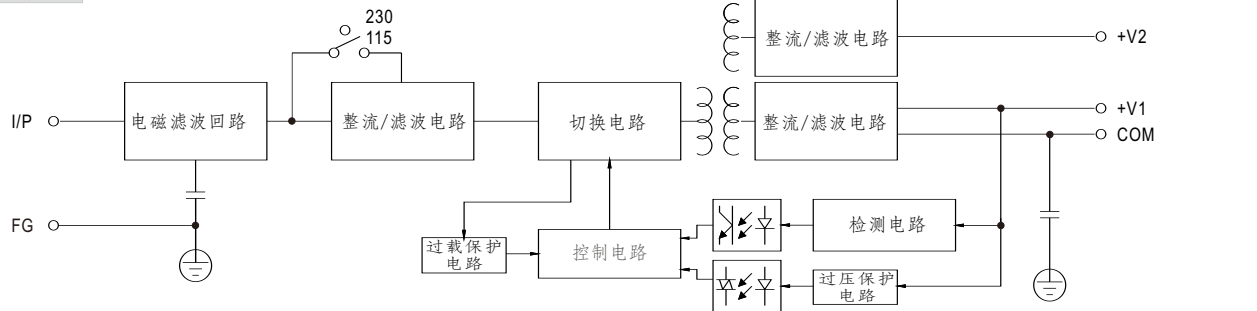 230
115
整流/滤波电路
+V2
I/P
电磁滤波回路
整流/滤波电路
切换电路
整流/滤波电路
+V1
COM
FG
过载保护
电路
控制电路
检测电路
过压保护
电路